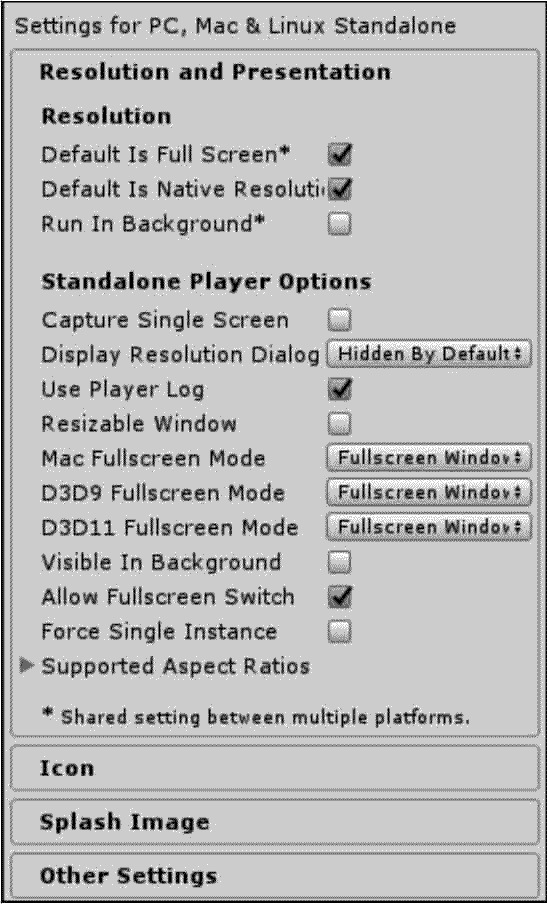 Settings for PC, Mac & Linux Standalone
Resolution and Presentation
Resolution
Default Is Full Screen*
Default Is Native Resoluti
Run In Background*
Standalone Player Options
Capture Single Screen
Display Resolution Dialog Hidden By Default
Use Player Log
Resizable Window
Mac Fullscreen Mode Fullscreen Window
D3D9 Fullscreen Mode Fullscreen Window
D3D11 Fullscreen Mode Fullscreen Window
Visible In Background
Allow Fullscreen Switch
Force Single Instance
Supported Aspect Ratios
* Shared setting between multiple platforms.
Icon
Splash Image
Other Settings